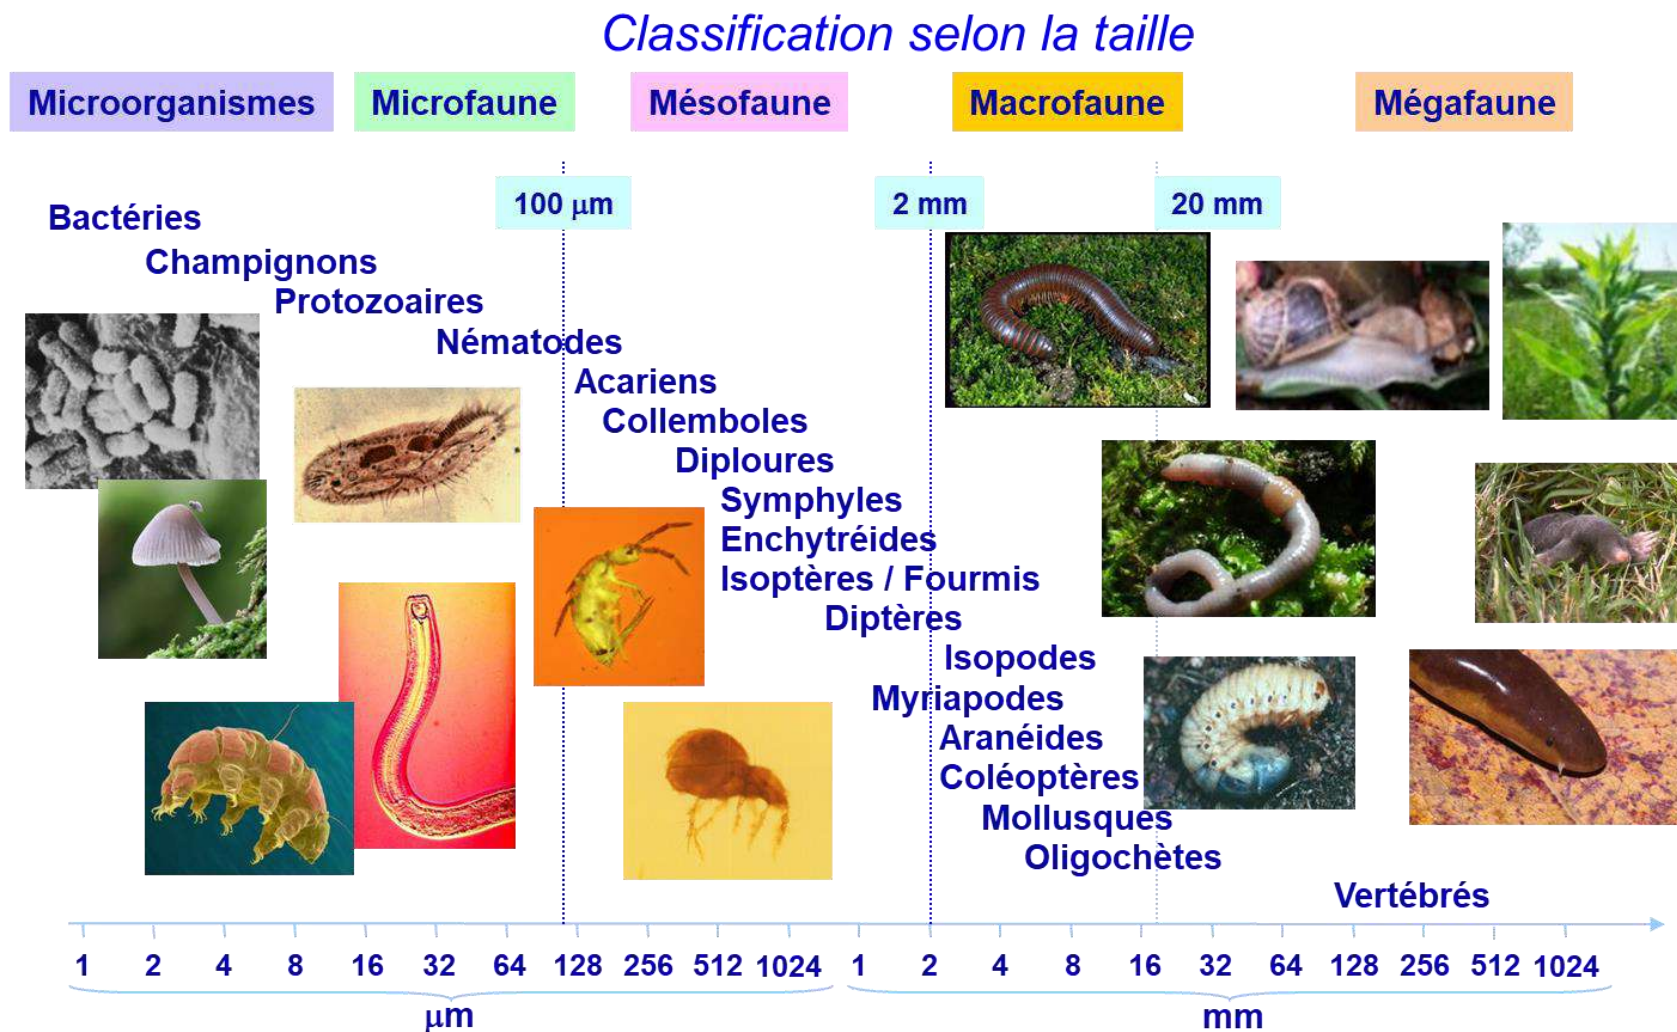 Classification selon la taille
Microorganismes Microfaune Mésofaune Macrofaune Mégafaune
100 µm 2 mm 20 mm
Bactéries
Champignons
Protozoaires
Nématodes
Acariens
Collemboles
Diploures
Symphyles
Enchytréides
Isoptères / Fourmis
Diptères
Isopodes
Myriapodes
Aranéides
Coléoptères
Mollusques
Oligochètes
Vertébrés
1 2 4 8 16 32 64 128 256 512 1024 1 2 4 8 16 32 64 128 256 512 1024
µm mm